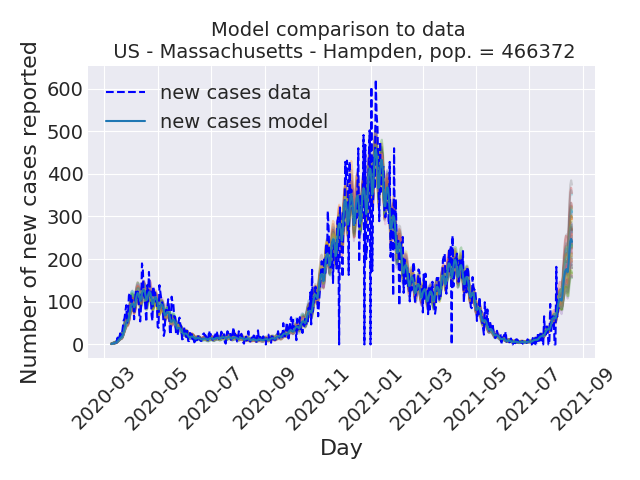 Model comparison to data
US - Massachusetts - Hampden, pop. = 466372
Number of new cases reported
600
500
400
300
200
100
0
new cases data
new cases model
2020-03
2020-05
2020-07
2020-09
2020-11
2021-01
2021-03
2021-05
2021-07
2021-09
Day